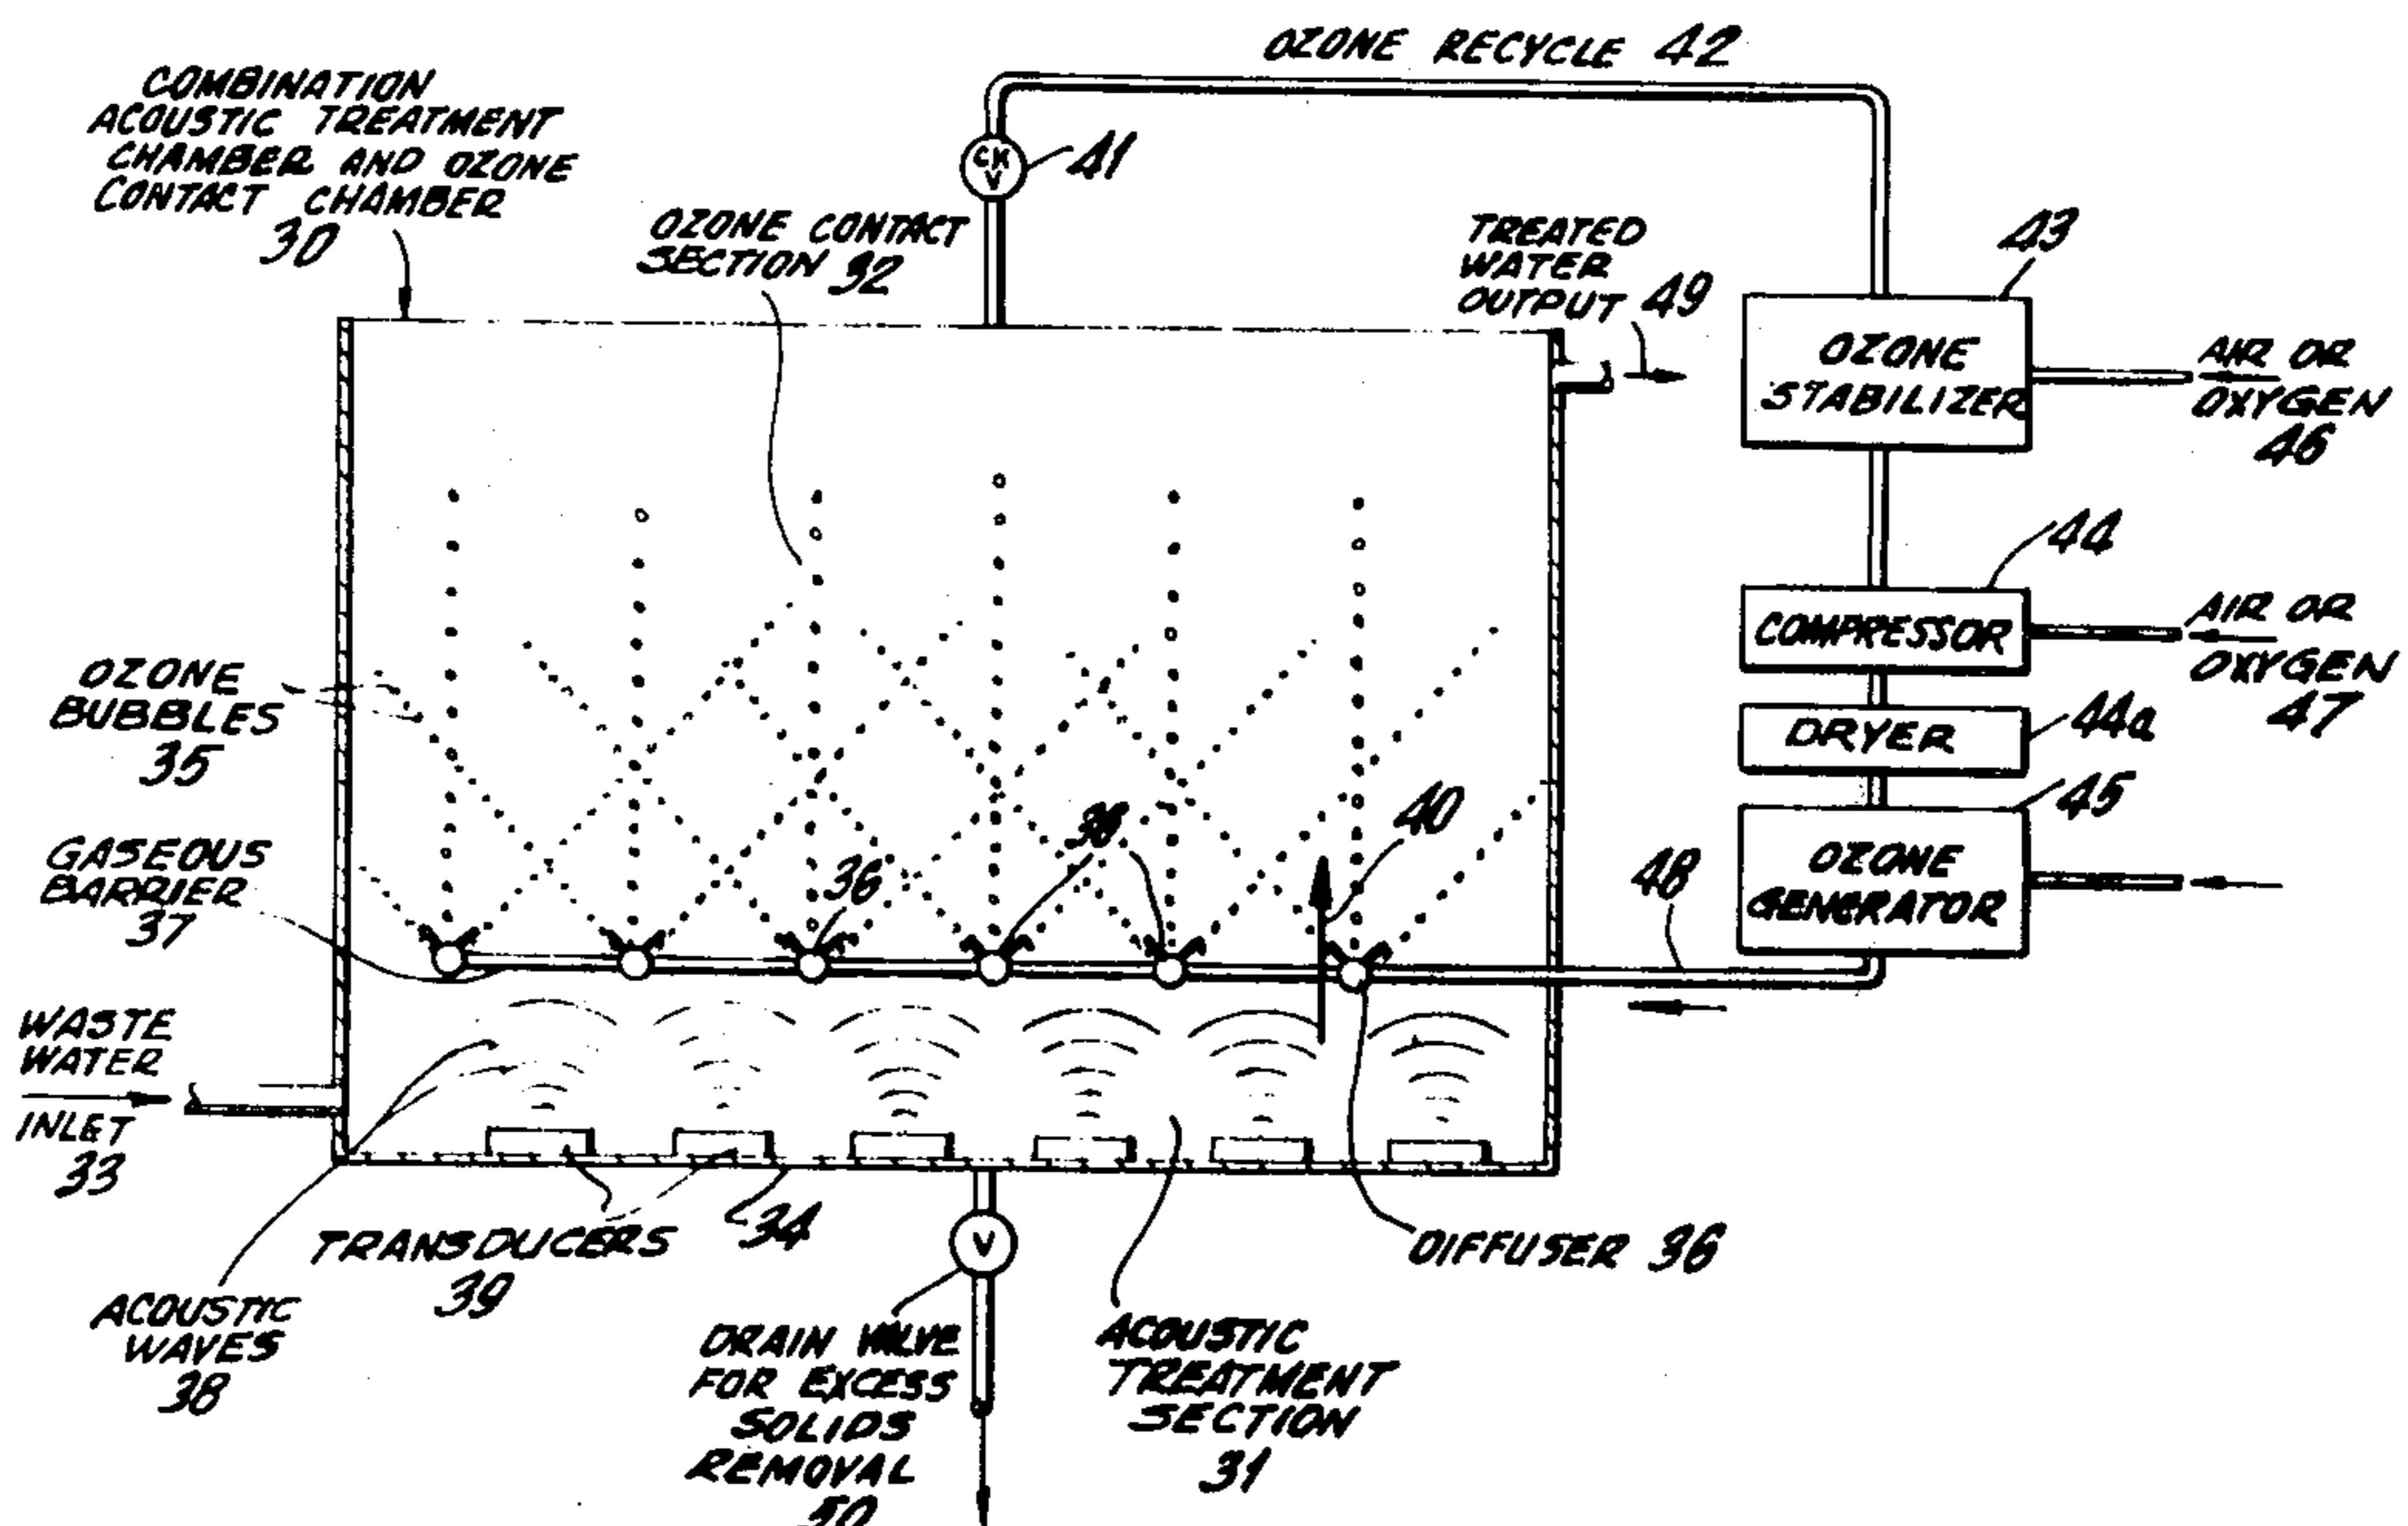 OZONE RECYCLE 42
COMBINATION
ACOUSTIC TREATMENT
CHAMBER AND OZONE
CONTACT CHAMBER
30
CK
V
41
OZONE CONTACT
SECTION 32
TREATED
WATER
OUTPUT 49
43
OZONE
STABILIZER
AIR OR
OXYGEN
46
44
COMPRESSOR
AIR OR
OXYGEN
47
DRYER
44a
45
OZONE
GENERATOR
48
OZONE
BUBBLES
35
GASEOUS
BARRIER
37
36
40
WASTE
WATER
INLET
33
TRANSDUCERS
39
34
V
DIFFUSER 36
ACOUSTIC
WAVES
38
DRAIN VALVE
FOR EXCESS
SOLIDS
REMOVAL
50
ACOUSTIC
TREATMENT
SECTION
31